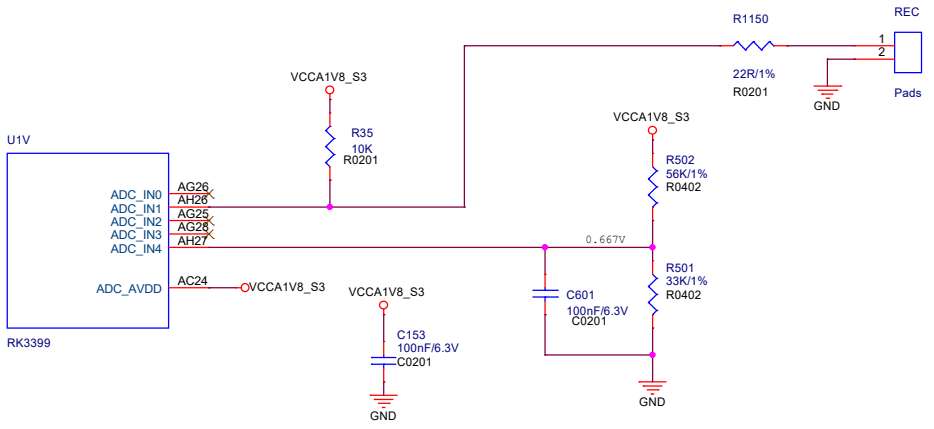 REC
R1150
1
2
22R/1%
R0201
GND
Pads
VCCA1V8_S3
R35
10K
R0201
VCCA1V8_S3
R502
56K/1%
R0402
U1V
ADC_IN0
AG26
ADC_IN1
AH26
ADC_IN2
AG25
ADC_IN3
AG28
ADC_IN4
AH27
0.667V
R501
33K/1%
R0402
ADC_AVDD
AC24
VCCA1V8_S3
VCCA1V8_S3
C601
100nF/6.3V
C0201
RK3399
C153
100nF/6.3V
C0201
GND
GND